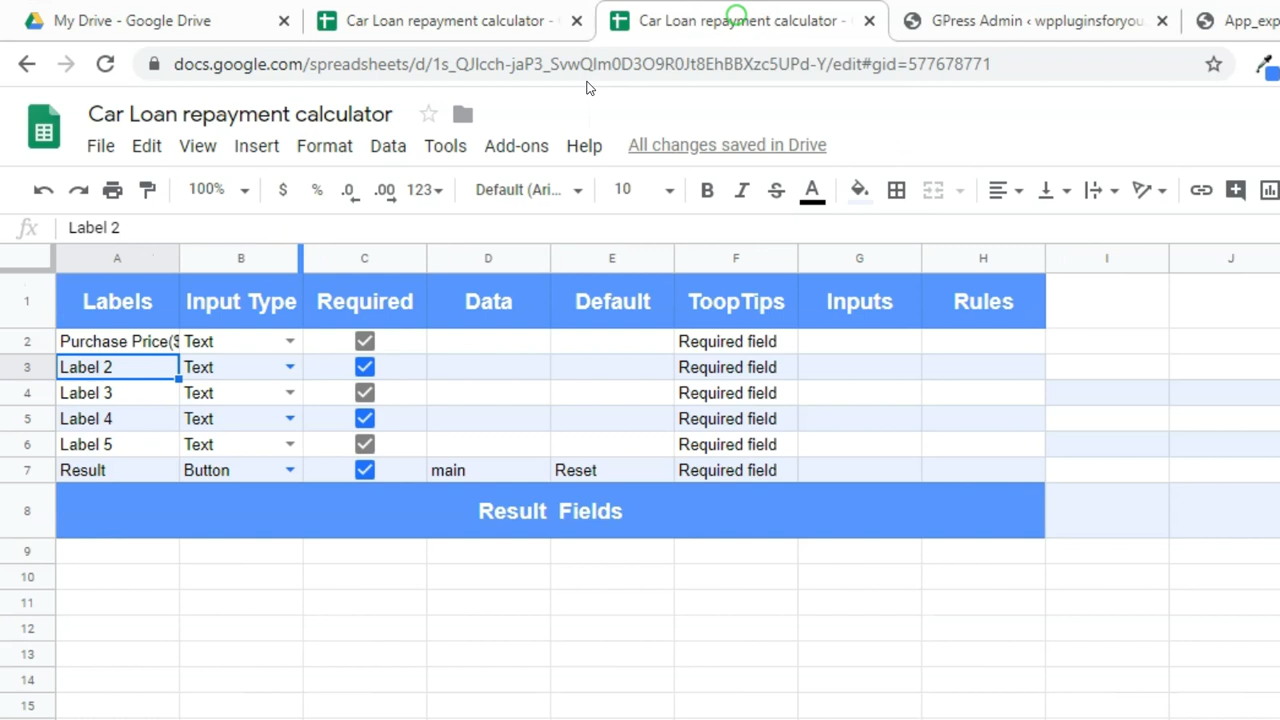 My Drive - Google Drive
Car Loan repayment calculator -
Car Loan repayment calculator -
GPress Admin ‹ wppluginsforyou
App_exp
docs.google.com/spreadsheets/d/1s_QJIcch-jaP3_SvwQIm0D3O9R0Jt8EhBBXzc5UPd-Y/edit#gid=577678771
Car Loan repayment calculator
File Edit View Insert Format Data Tools Add-ons Help All changes saved in Drive
100% $ % .0 .00 123 Default (Ari... 10 B I S A
fx Label 2
A B C D E F G H I J
1 Labels Input Type Required Data Default ToopTips Inputs Rules
2 Purchase Price($ Text Required field
3 Label 2 Text Required field
4 Label 3 Text Required field
5 Label 4 Text Required field
6 Label 5 Text Required field
7 Result Button main Reset Required field
8 Result Fields
9
10
11
12
13
14
15